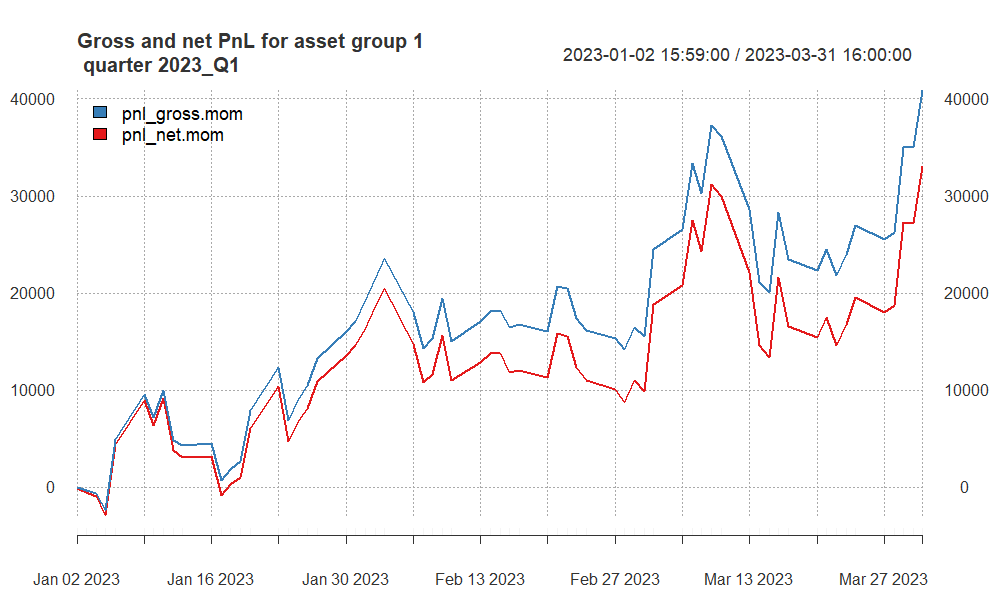 Gross and net PnL for asset group 1
quarter 2023_Q1
2023-01-02 15:59:00 / 2023-03-31 16:00:00
pnl_gross.mom
pnl_net.mom
40000
30000
20000
10000
0
40000
30000
20000
10000
0
Jan 02 2023
Jan 16 2023
Jan 30 2023
Feb 13 2023
Feb 27 2023
Mar 13 2023
Mar 27 2023